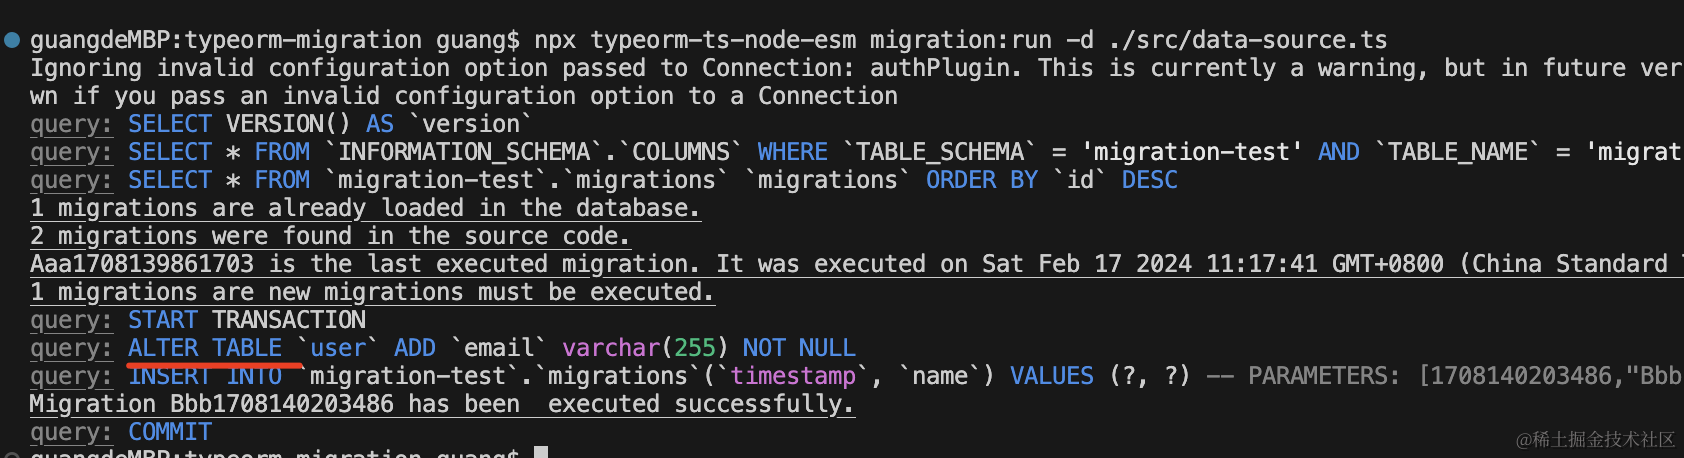 guangdeMBP:typeorm-migration guang$ npx typeorm-ts-node-esm migration:run -d ./src/data-source.ts
Ignoring invalid configuration option passed to Connection: authPlugin. This is currently a warning, but in future ver
wn if you pass an invalid configuration option to a Connection
query: SELECT VERSION() AS `version`
query: SELECT * FROM `INFORMATION_SCHEMA`.`COLUMNS` WHERE `TABLE_SCHEMA` = 'migration-test' AND `TABLE_NAME` = 'migrat
query: SELECT * FROM `migration-test`.`migrations` `migrations` ORDER BY `id` DESC
1 migrations are already loaded in the database.
2 migrations were found in the source code.
Aaa1708139861703 is the last executed migration. It was executed on Sat Feb 17 2024 11:17:41 GMT+0800 (China Standard
1 migrations are new migrations must be executed.
query: START TRANSACTION
query: ALTER TABLE `user` ADD `email` varchar(255) NOT NULL
query: INSERT INTO `migration-test`.`migrations`(`timestamp`, `name`) VALUES (?, ?) -- PARAMETERS: [1708140203486,"Bbb
Migration Bbb1708140203486 has been  executed successfully.
query: COMMIT
guangdeMBP:typeorm-migration guang$
@稀土掘金技术社区